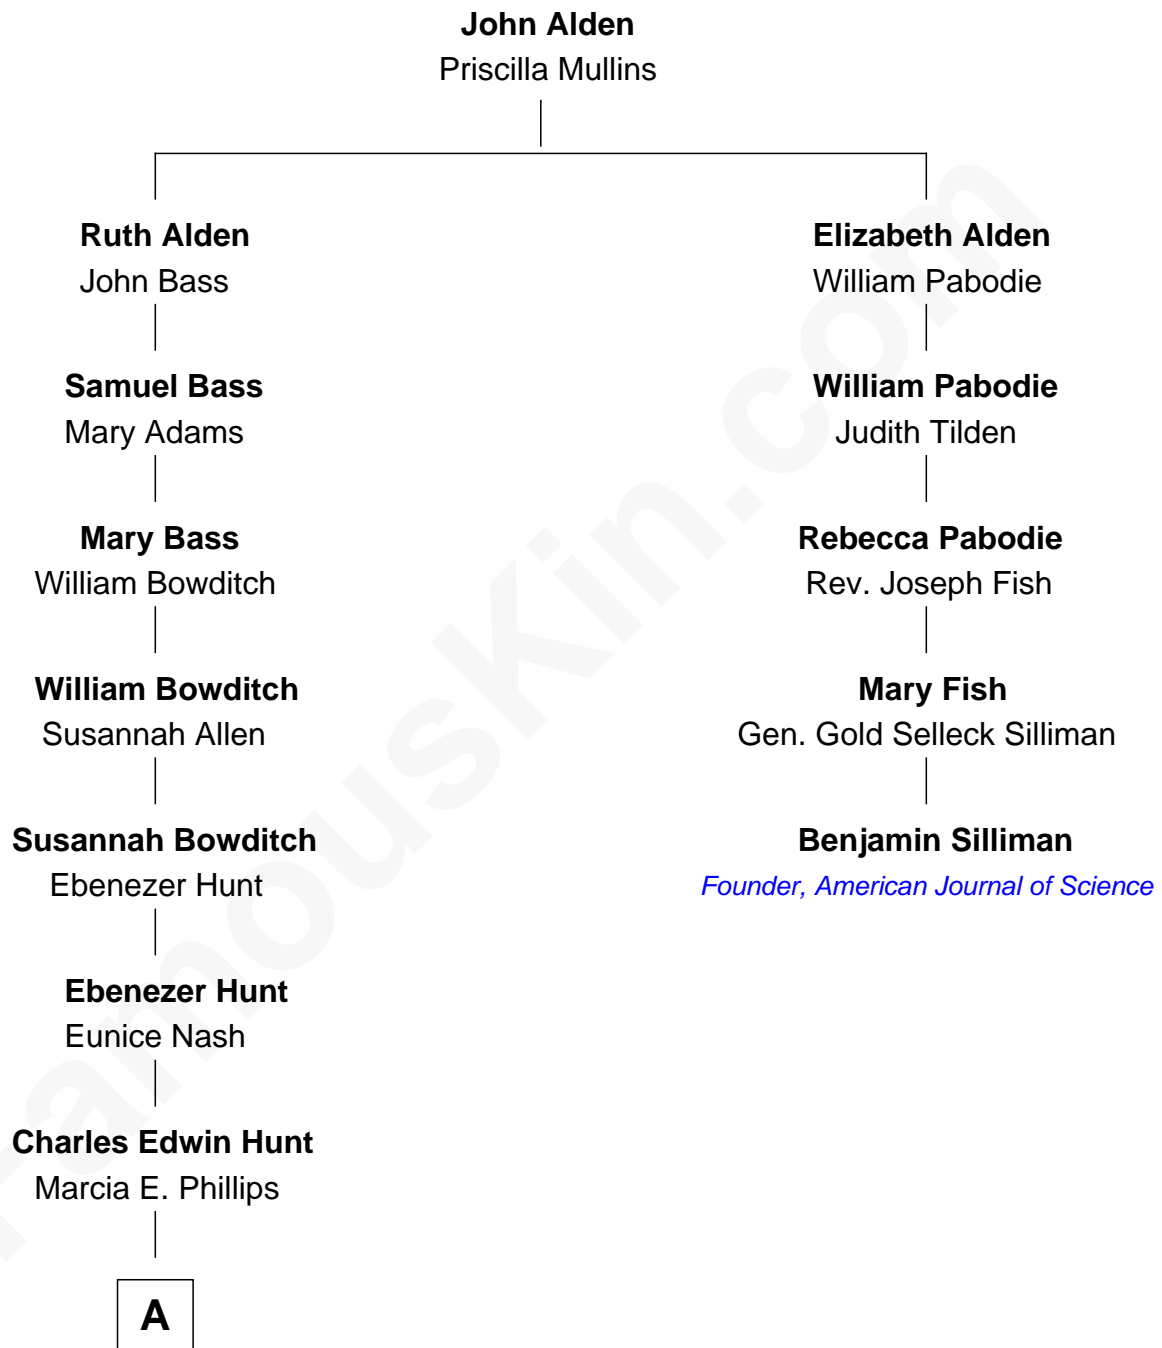 John Alden
Priscilla Mullins
Ruth Alden
John Bass
Elizabeth Alden
William Pabodie
Samuel Bass
Mary Adams
William Pabodie
Judith Tilden
Mary Bass
William Bowditch
Rebecca Pabodie
Rev. Joseph Fish
William Bowditch
Susannah Allen
Mary Fish
Gen. Gold Selleck Silliman
Susannah Bowditch
Ebenezer Hunt
Benjamin Silliman
Founder, American Journal of Science
Ebenezer Hunt
Eunice Nash
Charles Edwin Hunt
Marcia E. Phillips
A
FamousKin.com